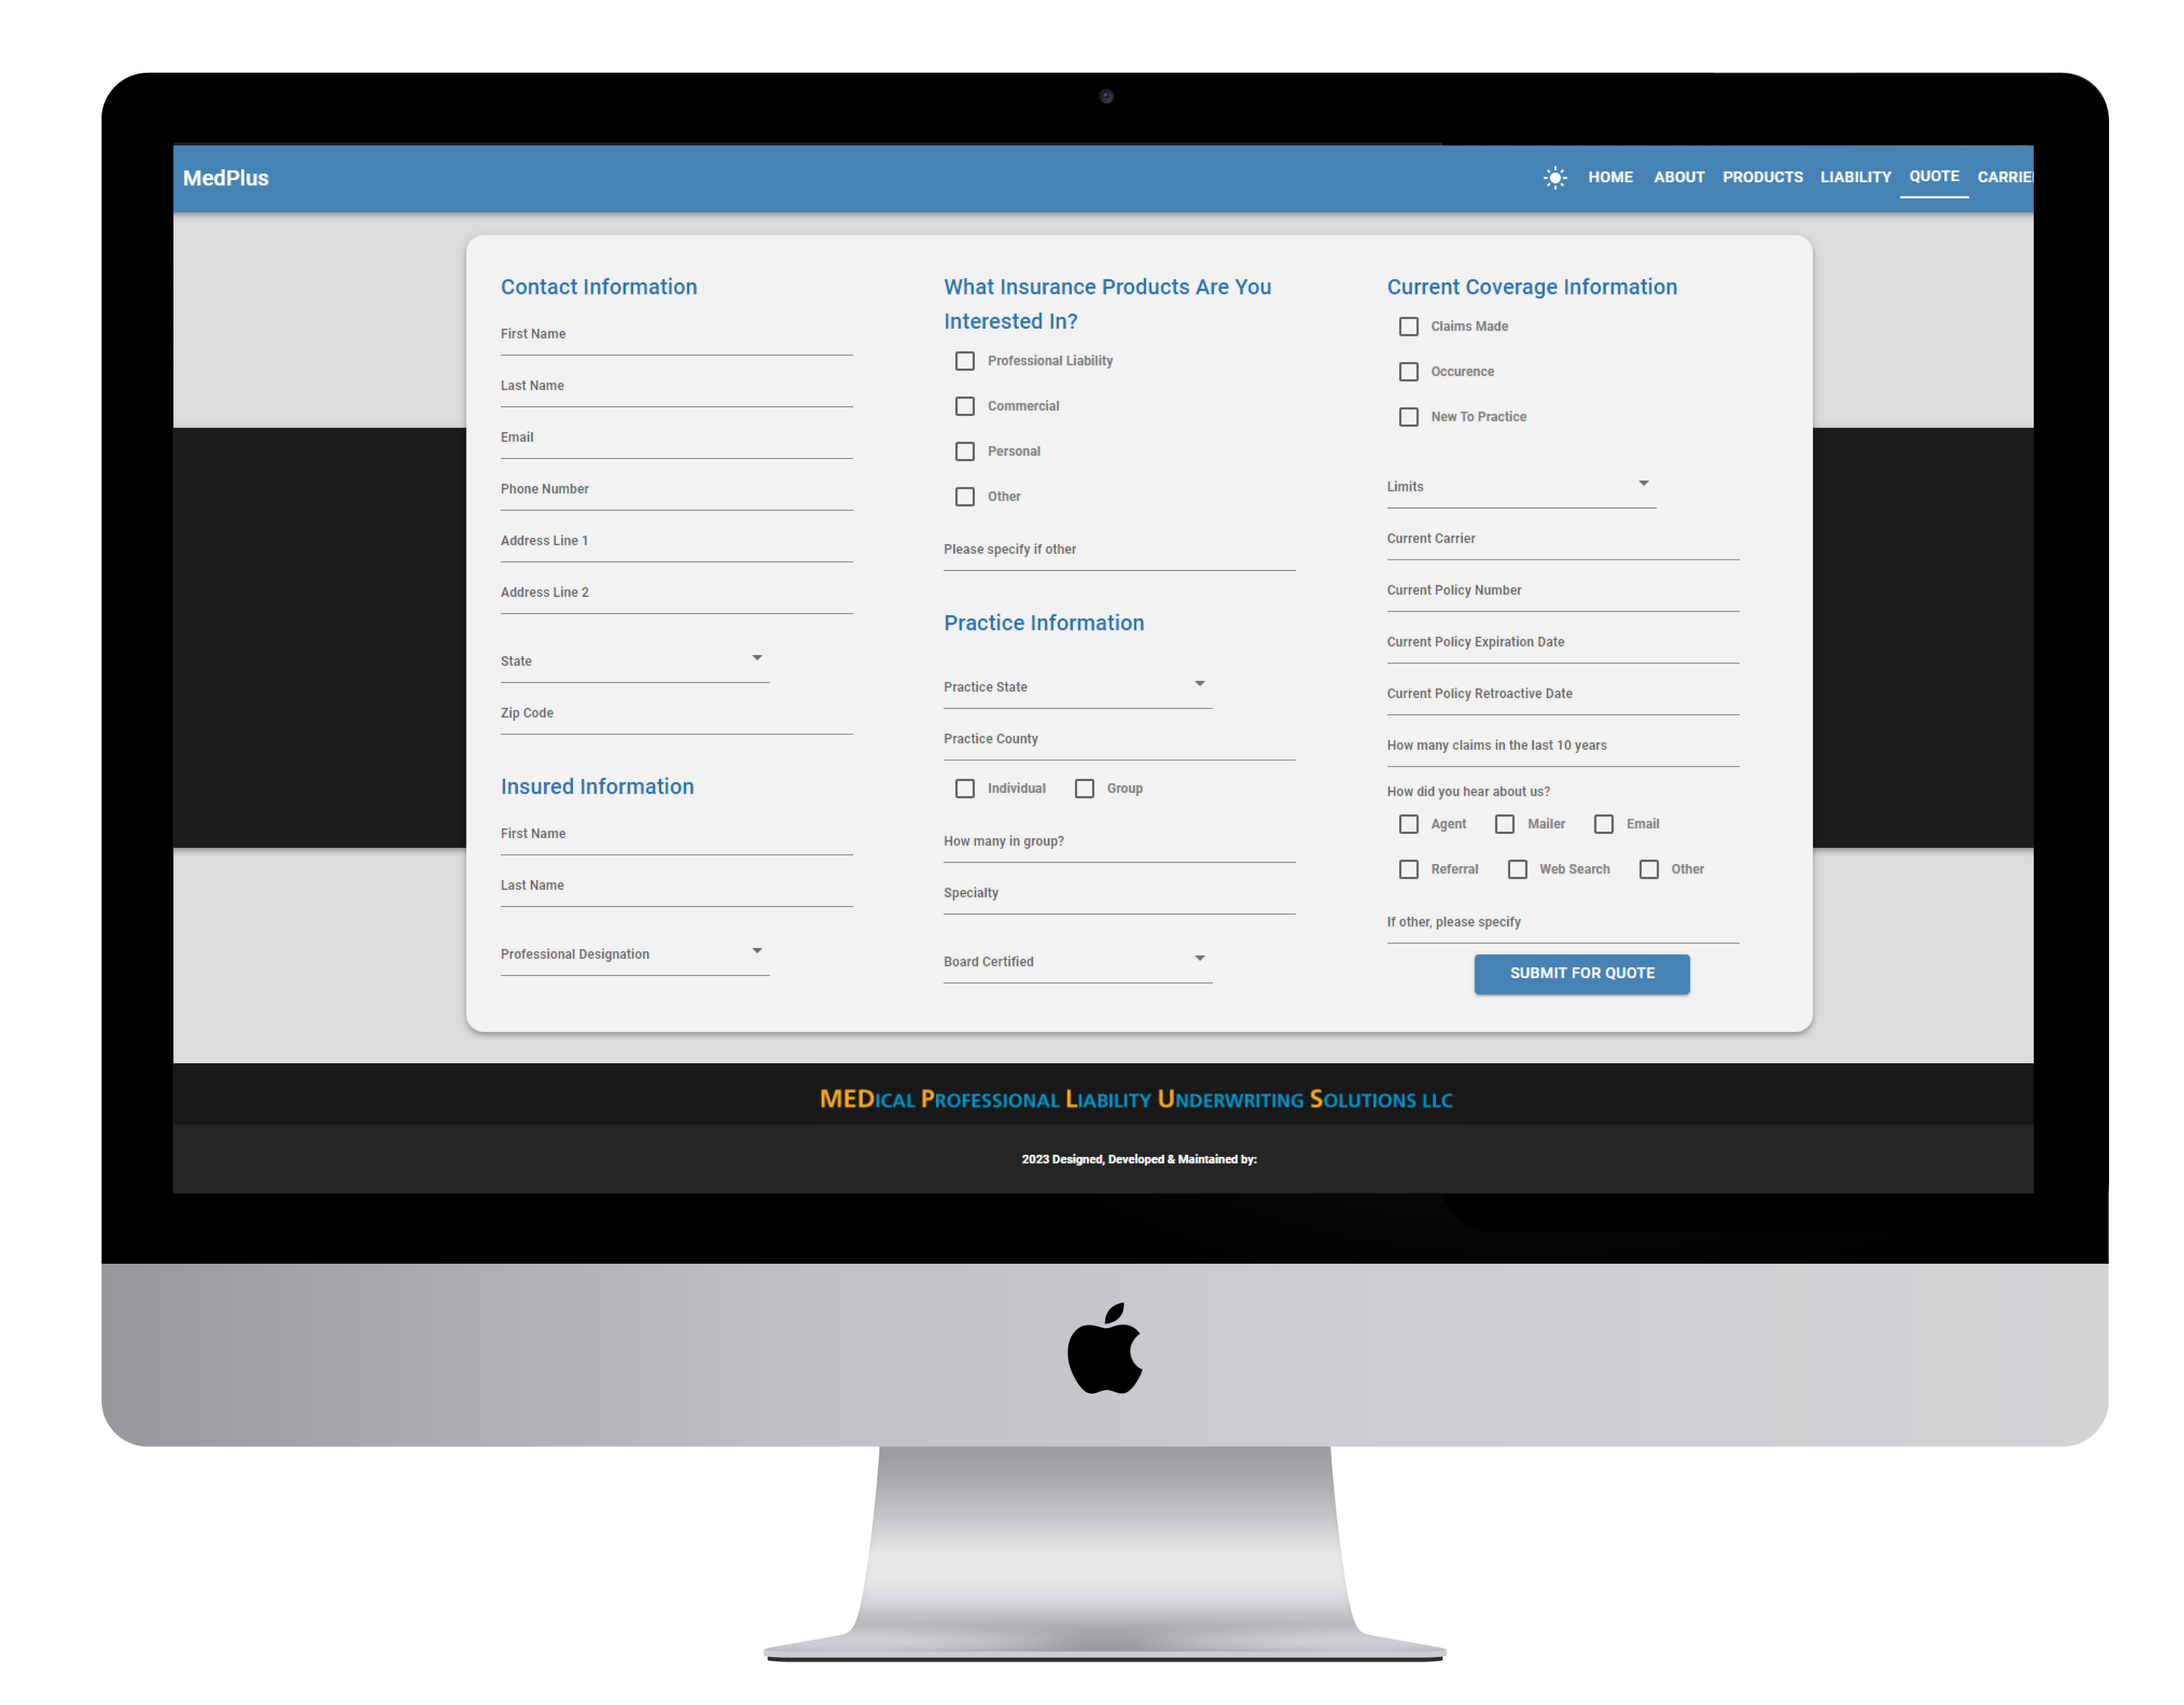 MedPlus
HOME ABOUT PRODUCTS LIABILITY QUOTE CARRIE
Contact Information
First Name
Last Name
Email
Phone Number
Address Line 1
Address Line 2
State
Zip Code
Insured Information
First Name
Last Name
Professional Designation
What Insurance Products Are You
Interested In?
Professional Liability
Commercial
Personal
Other
Please specify if other
Practice Information
Practice State
Practice County
Individual Group
How many in group?
Specialty
Board Certified
Current Coverage Information
Claims Made
Occurence
New To Practice
Limits
Current Carrier
Current Policy Number
Current Policy Expiration Date
Current Policy Retroactive Date
How many claims in the last 10 years
How did you hear about us?
Agent Mailer Email
Referral Web Search Other
If other, please specify
SUBMIT FOR QUOTE
MEDICAL PROFESSIONAL LIABILITY UNDERWRITING SOLUTIONS LLC
2023 Designed, Developed & Maintained by: